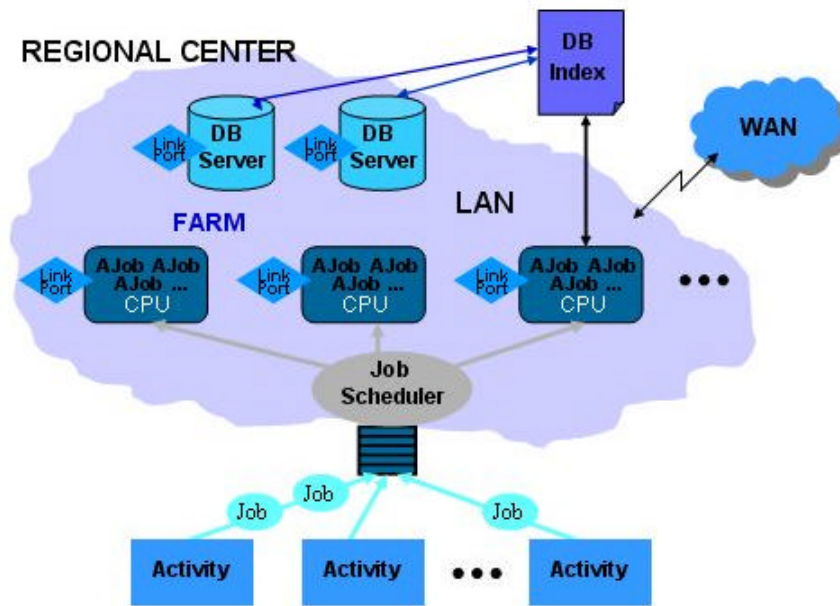 REGIONAL CENTER
DB
Index
WAN
Link
Port
DB
Server
Link
Port
DB
Server
LAN
FARM
Link
Port
AJob AJob
AJob ...
CPU
Link
Port
AJob AJob
AJob ...
CPU
Link
Port
AJob AJob
AJob ...
CPU
Job
Scheduler
Job
Job
Job
Activity
Activity
Activity